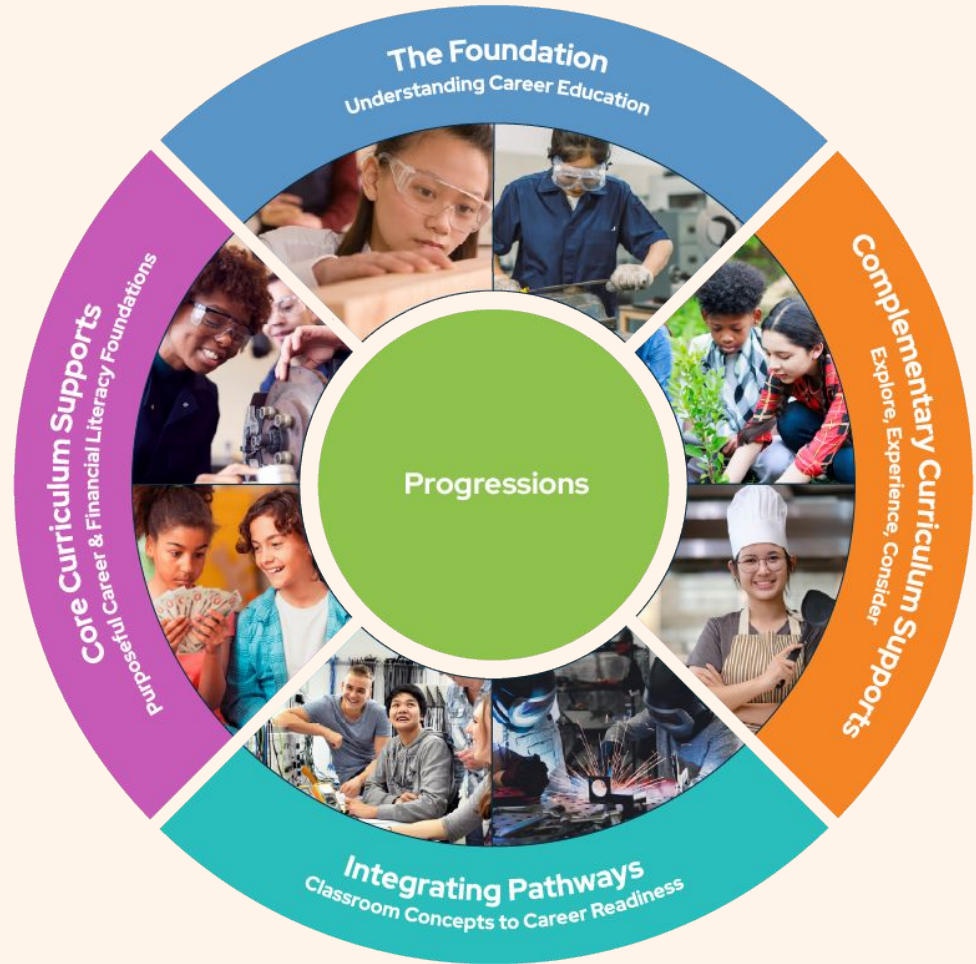 The Foundation
Understanding Career Education
Complementary Curriculum Supports
Explore, Experience, Consider
Integrating Pathways
Classroom Concepts to Career Readiness
Core Curriculum Supports
Purposeful Career & Financial Literacy Foundations
Progressions